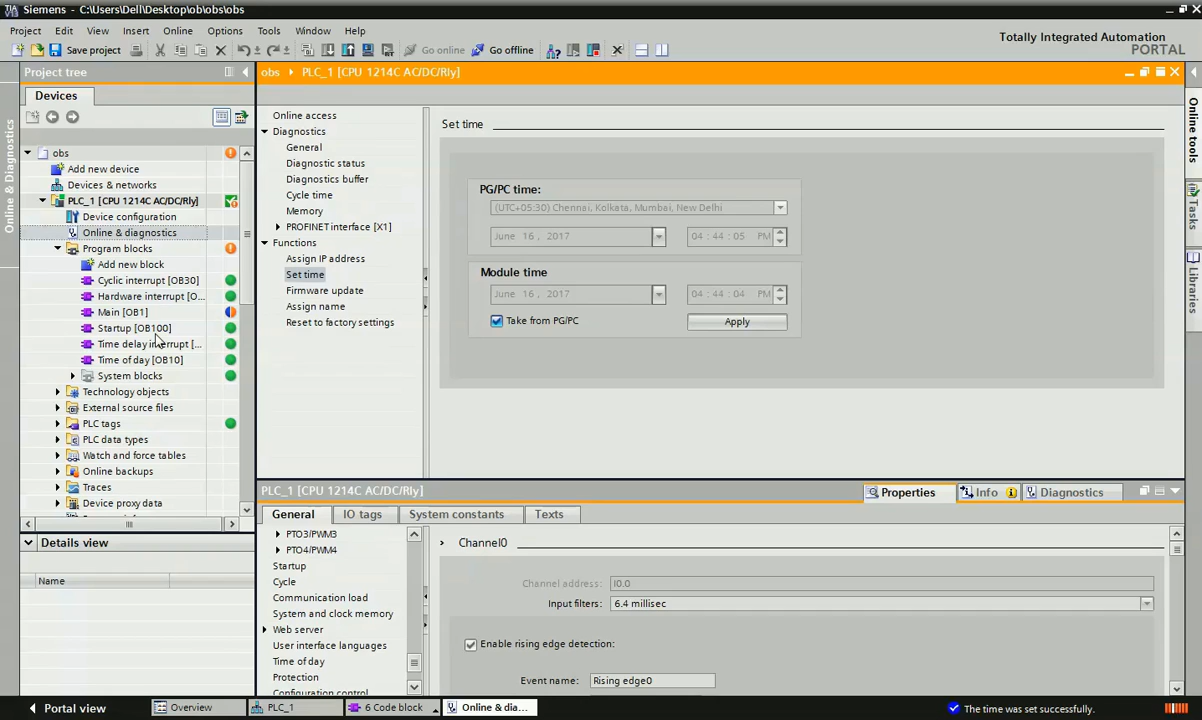 Siemens - C:\Users\Dell\Desktop\ob\obs\obs
Project Edit View Insert Online Options Tools Window Help
Totally Integrated Automation
PORTAL
Save project
Go online
Go offline
Project tree
obs PLC_1 [CPU 1214C AC/DC/Rly]
Devices
Online & Diagnostics
obs
Add new device
Devices & networks
PLC_1 [CPU 1214C AC/DC/Rly]
Device configuration
Online & diagnostics
Program blocks
Add new block
Cyclic interrupt [OB30]
Hardware interrupt [O...
Main [OB1]
Startup [OB100]
Time delay interrupt [...
Time of day [OB10]
System blocks
Technology objects
External source files
PLC tags
PLC data types
Watch and force tables
Online backups
Traces
Device proxy data
Details view
Name
Online access
Diagnostics
General
Diagnostic status
Diagnostics buffer
Cycle time
Memory
PROFINET interface [X1]
Functions
Assign IP address
Set time
Firmware update
Assign name
Reset to factory settings
Set time
PG/PC time:
(UTC+05:30) Chennai, Kolkata, Mumbai, New Delhi
June 16, 2017
04 : 44 : 05 PM
Module time
June 16, 2017
04 : 44 : 04 PM
Take from PG/PC
Apply
Online tools
Tasks
Libraries
PLC_1 [CPU 1214C AC/DC/Rly]
Properties
Info
Diagnostics
General
IO tags
System constants
Texts
PTO3/PWM3
PTO4/PWM4
Startup
Cycle
Communication load
System and clock memory
Web server
User interface languages
Time of day
Protection
Configuration control
Channel0
Channel address: I0.0
Input filters: 6.4 millisec
Enable rising edge detection:
Event name: Rising edge0
Portal view
Overview
PLC_1
6 Code block
Online & dia...
The time was set successfully.